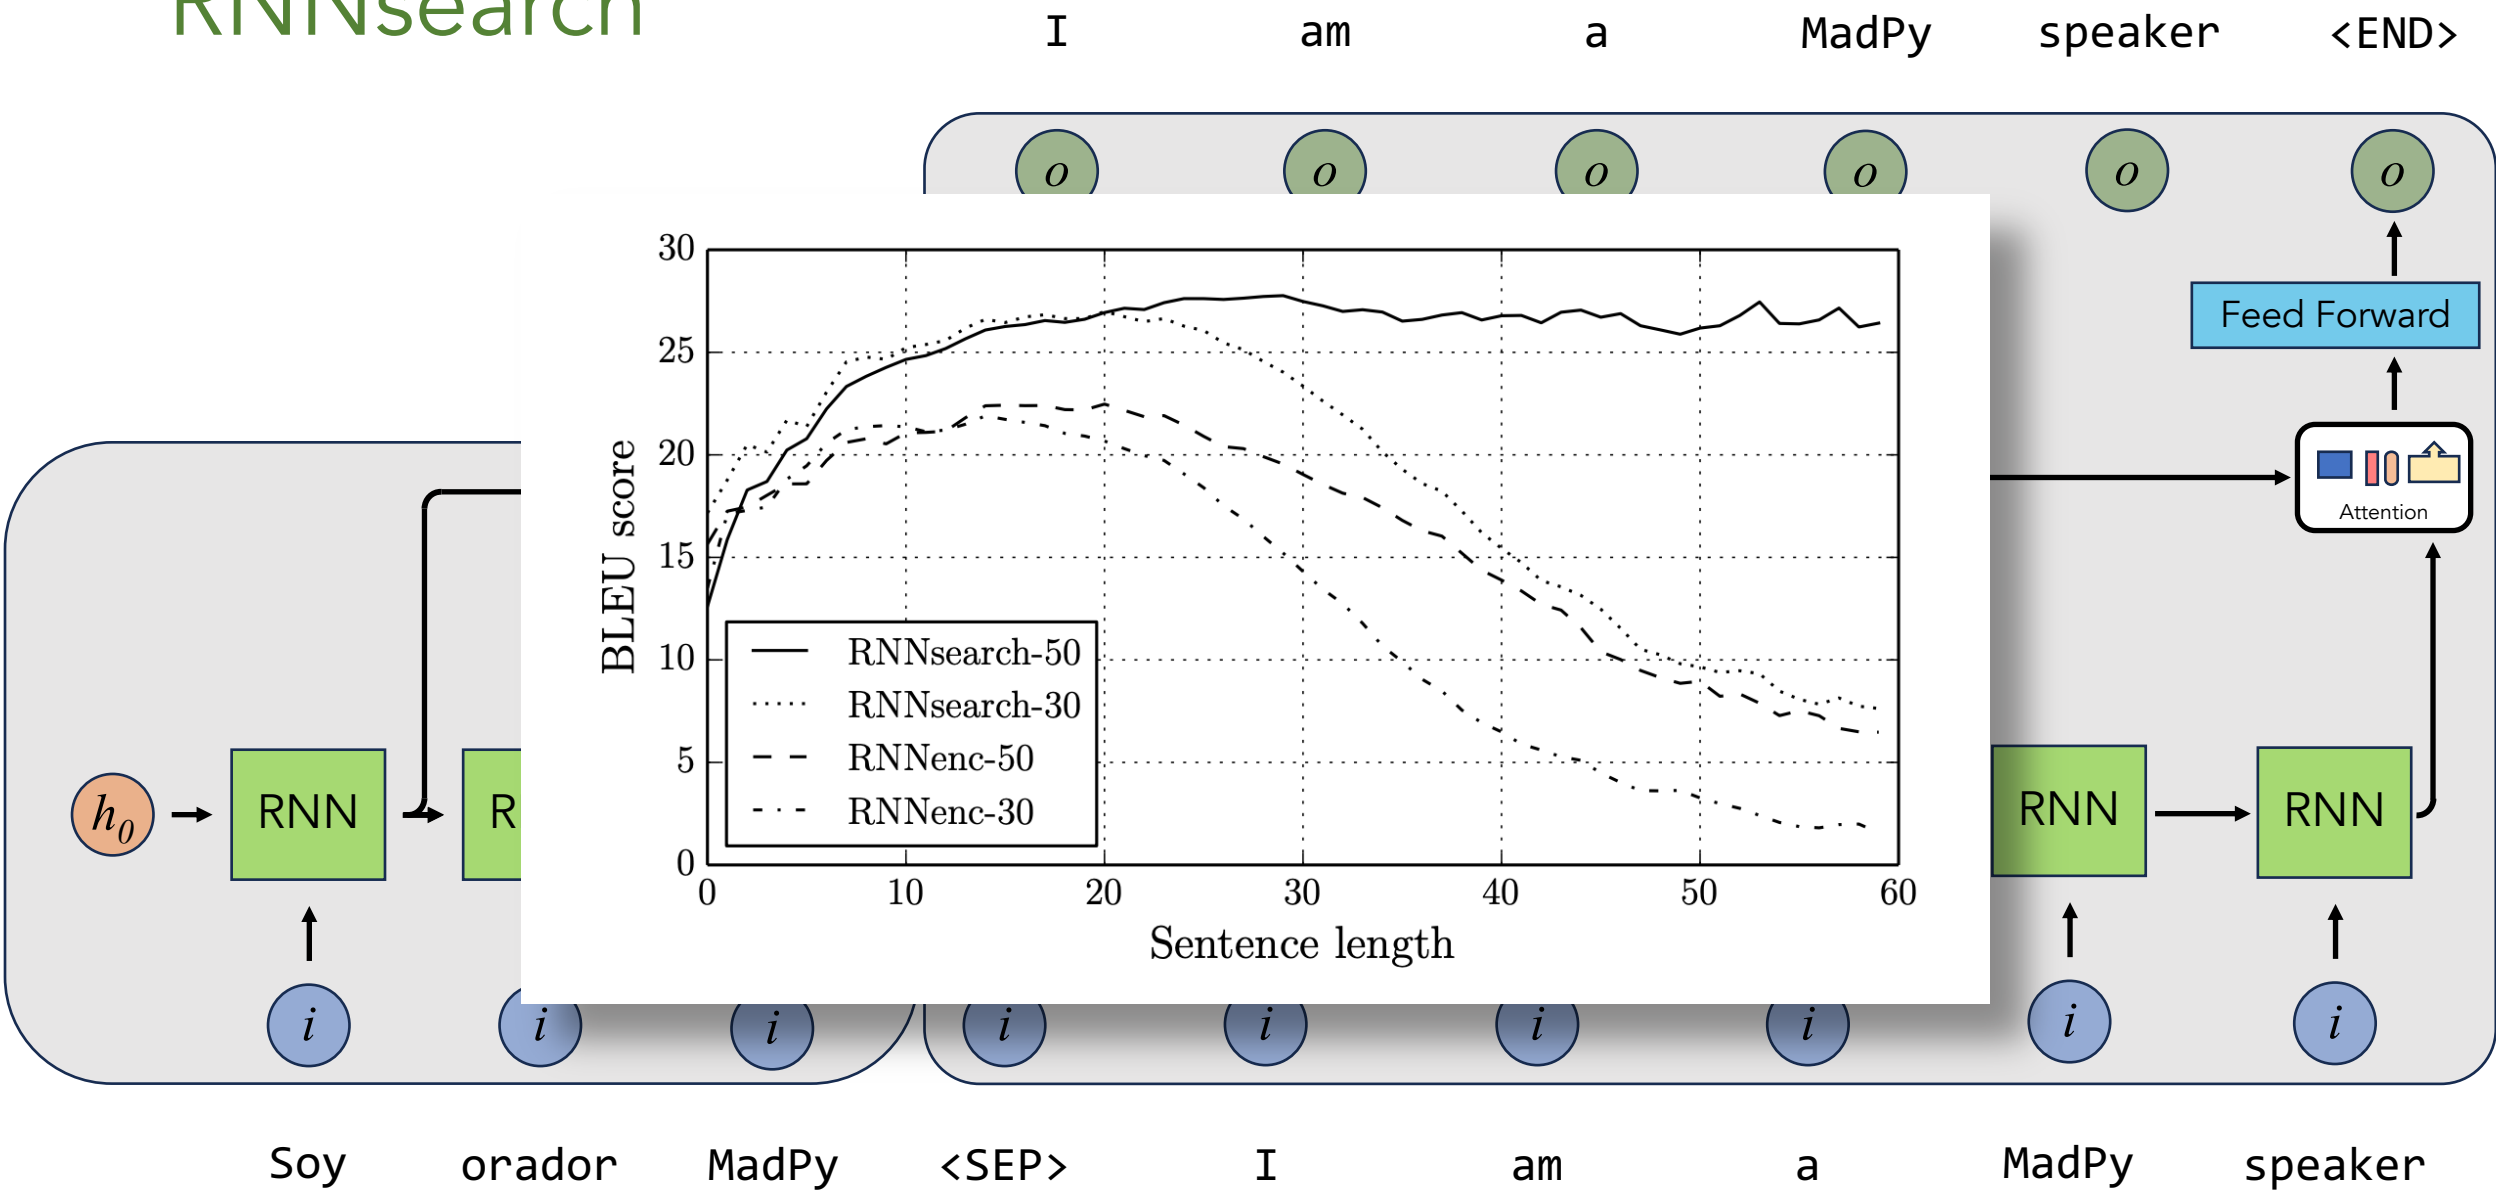 RNNsearch
I am a MadPy speaker <END>
o o o o o o
30
25
20
15
10
5
0
BLEU score
RNNsearch-50
RNNsearch-30
RNNenc-50
RNNenc-30
0 10 20 30 40 50 60
Sentence length
Feed Forward
Attention
h0
RNN
R
RNN
RNN
i i i i i i i i i
Soy orador MadPy <SEP> I am a MadPy speaker